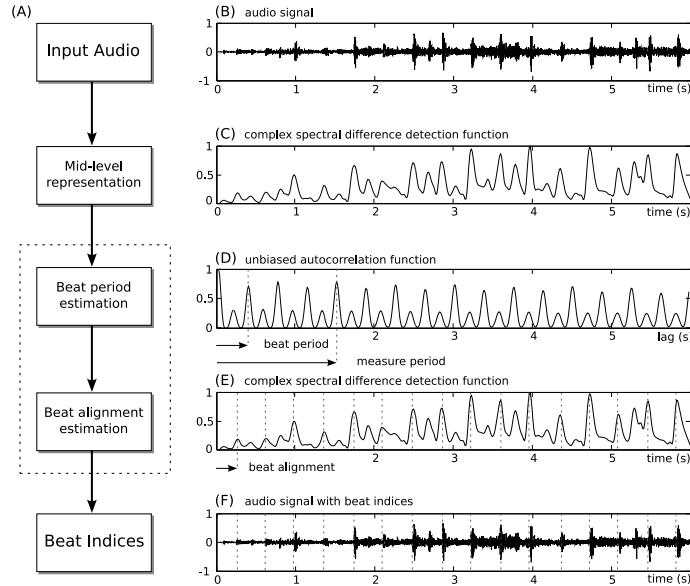 (A)
Input Audio
Mid-level
representation
Beat period
estimation
Beat alignment
estimation
Beat Indices
(B) audio signal
1
0
-1
0 1 2 3 4 5 time (s)
(C) complex spectral difference detection function
1
0.5
0
0 1 2 3 4 5 time (s)
(D) unbiased autocorrelation function
1
0.5
0
0 1 2 3 4 5 lag (s)
beat period
measure period
(E) complex spectral difference detection function
1
0.5
0
0 1 2 3 4 5 time (s)
beat alignment
(F) audio signal with beat indices
1
0
-1
0 1 2 3 4 5 time (s)